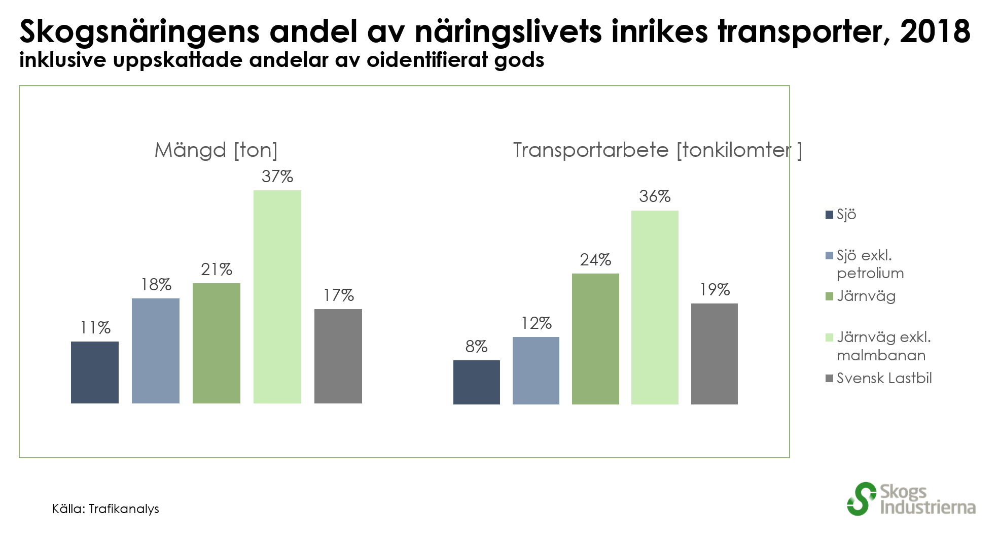 Skogsnäringens andel av näringslivets inrikes transporter, 2018
inklusive uppskattade andelar av oidentifierat gods
Mängd [ton]
37%
21%
18%
17%
11%
Transportarbete [tonkilomter ]
36%
24%
19%
12%
8%
Sjö
Sjö exkl.
petrolium
Järnväg
Järnväg exkl.
malmbanan
Svensk Lastbil
Källa: Trafikanalys
Skogs
Industrierna